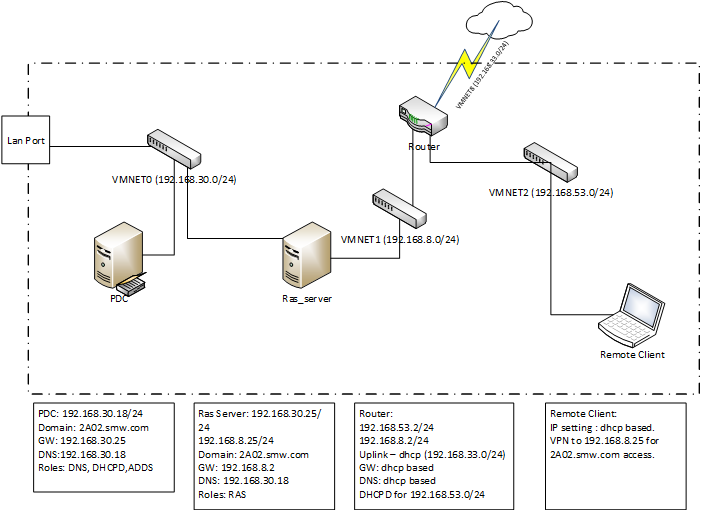 VMNET8 (192.168.33.0/24)
Lan Port
Router
VMNET0 (192.168.30.0/24)
VMNET2 (192.168.53.0/24)
VMNET1 (192.168.8.0/24)
PDC
Ras_server
Remote Client
PDC: 192.168.30.18/24
Domain: 2A02.smw.com
GW: 192.168.30.25
DNS:192.168.30.18
Roles: DNS, DHCPD,ADDS
Ras Server: 192.168.30.25/
24
192.168.8.25/24
Domain: 2A02.smw.com
GW: 192.168.8.2
DNS: 192.168.30.18
Roles: RAS
Router:
192.168.53.2/24
192.168.8.2/24
Uplink – dhcp (192.168.33.0/24)
GW: dhcp based
DNS: dhcp based
DHCPD for 192.168.53.0/24
Remote Client:
IP setting : dhcp based.
VPN to 192.168.8.25 for
2A02.smw.com access.